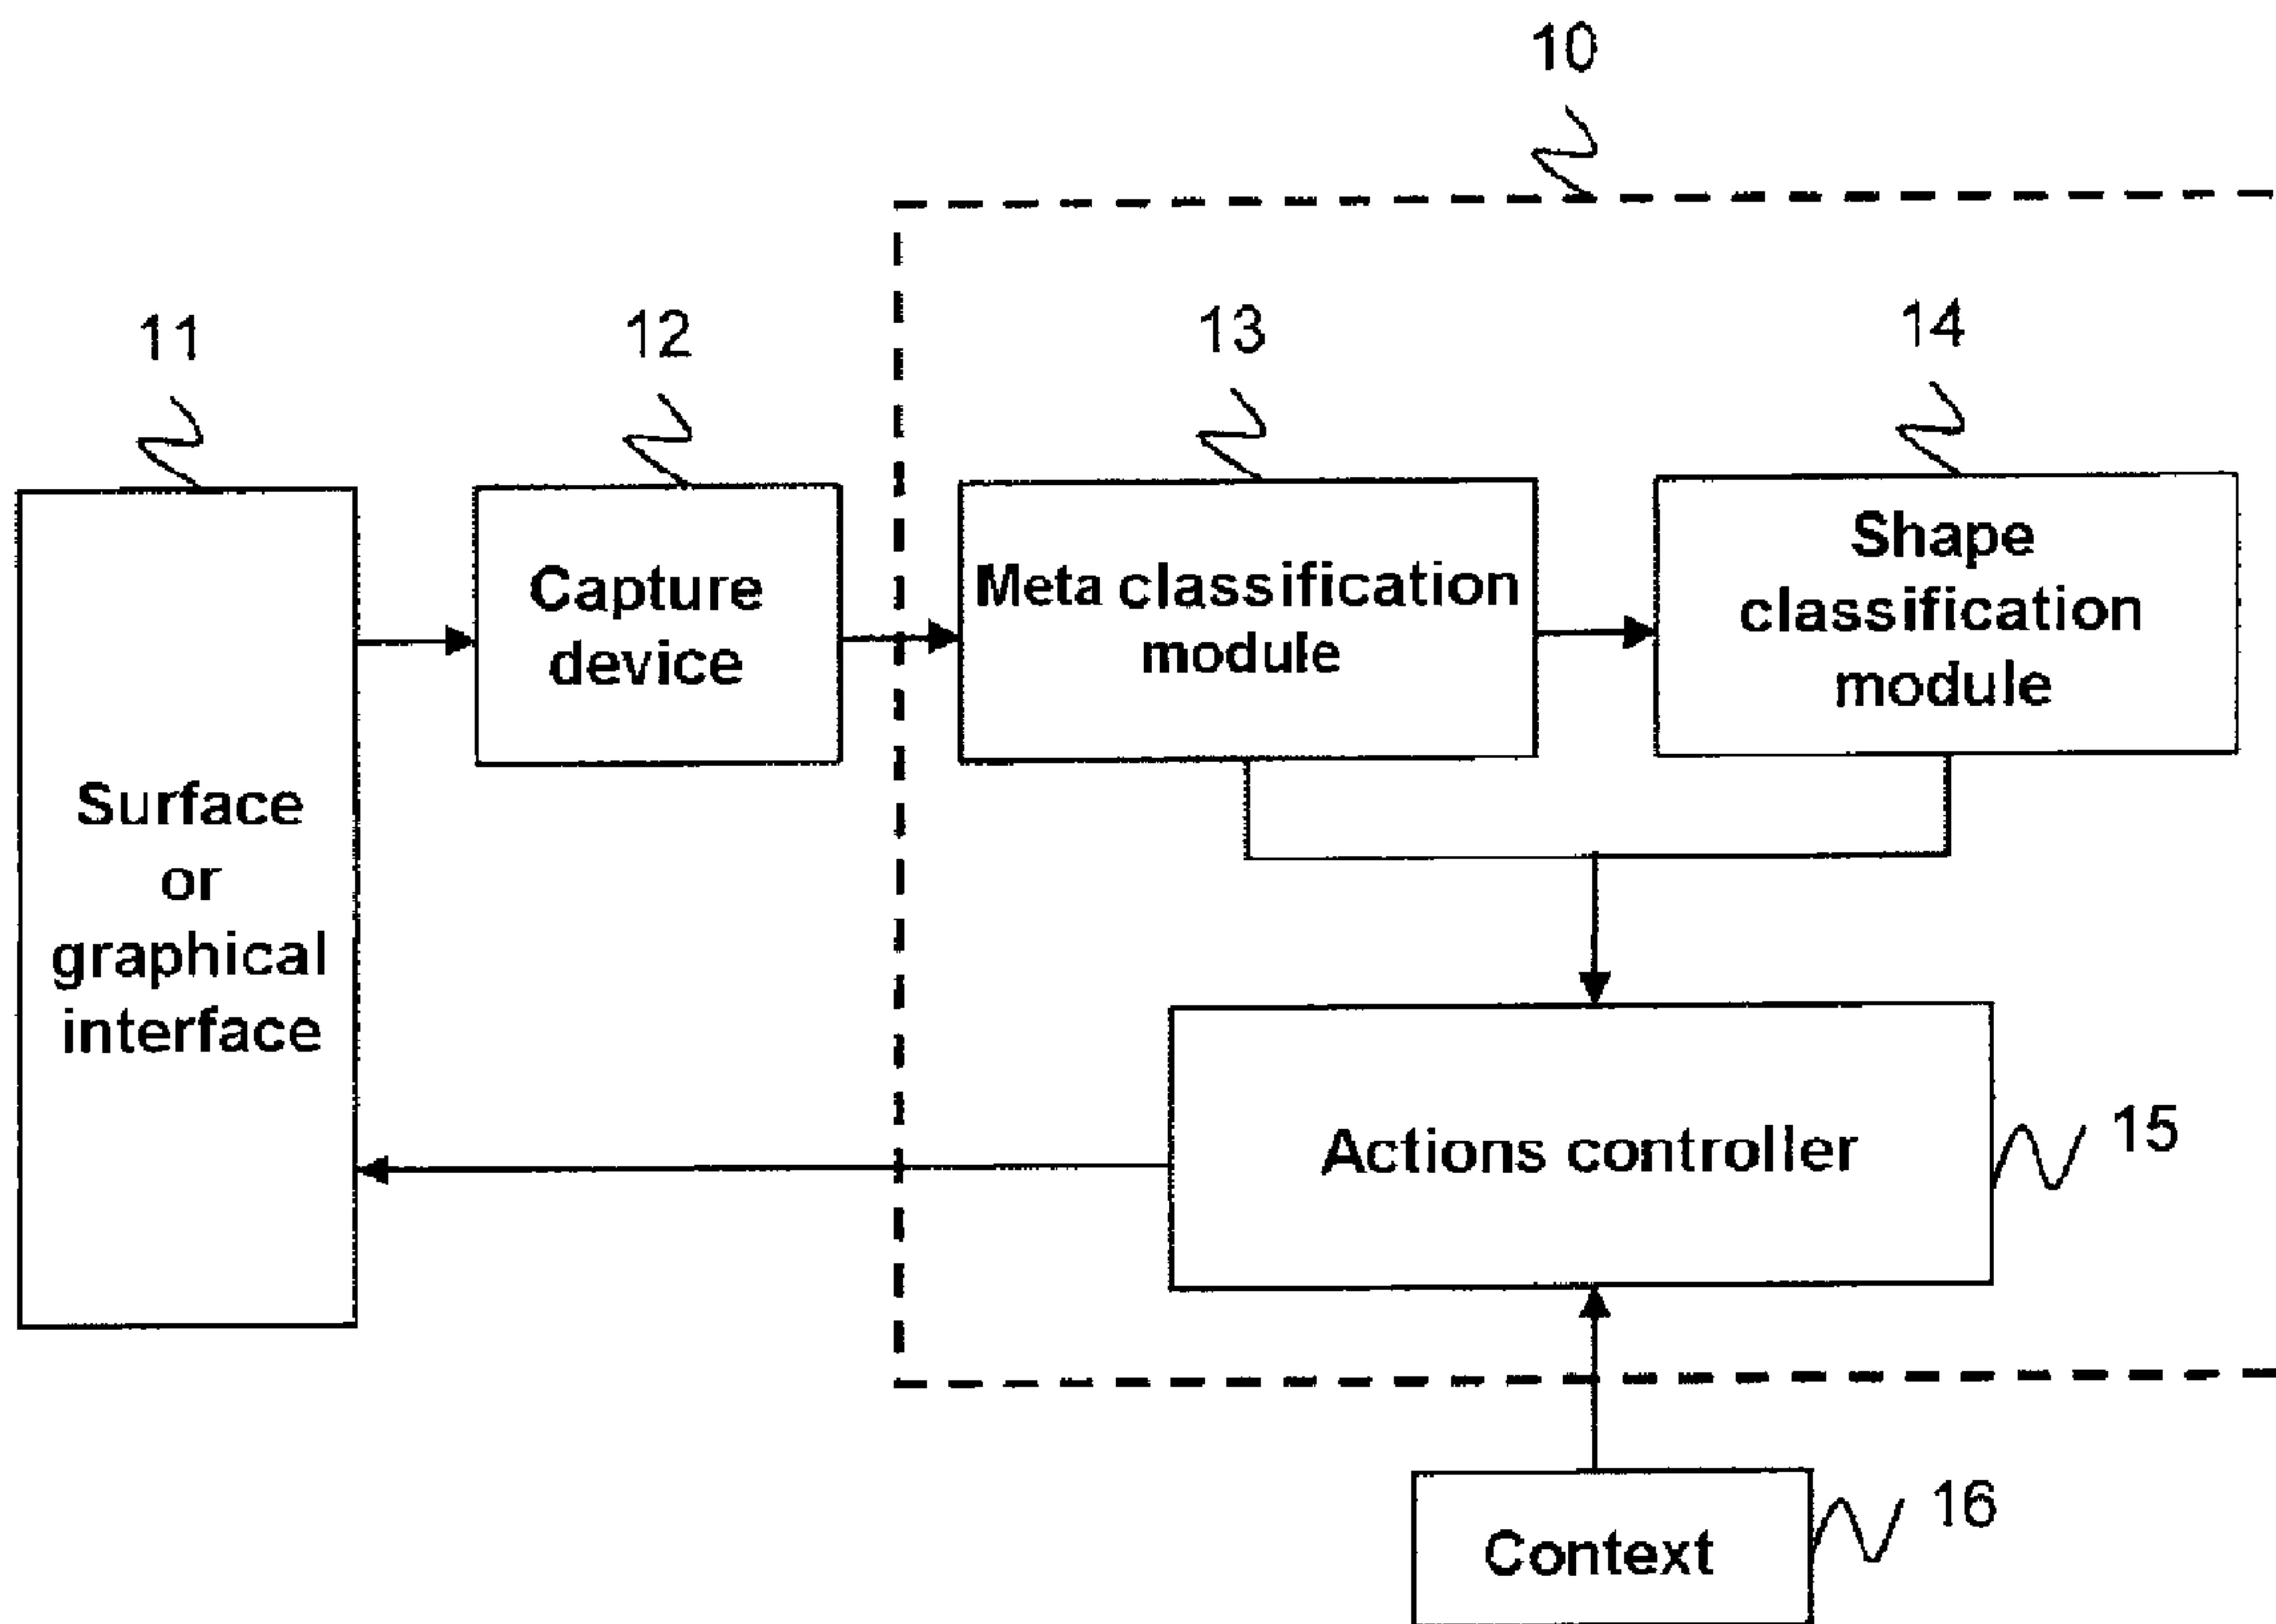 10
11
12
13
14
Surface
or
graphical
interface
Capture
device
Meta classification
module
Shape
classification
module
Actions controller
15
Context
16